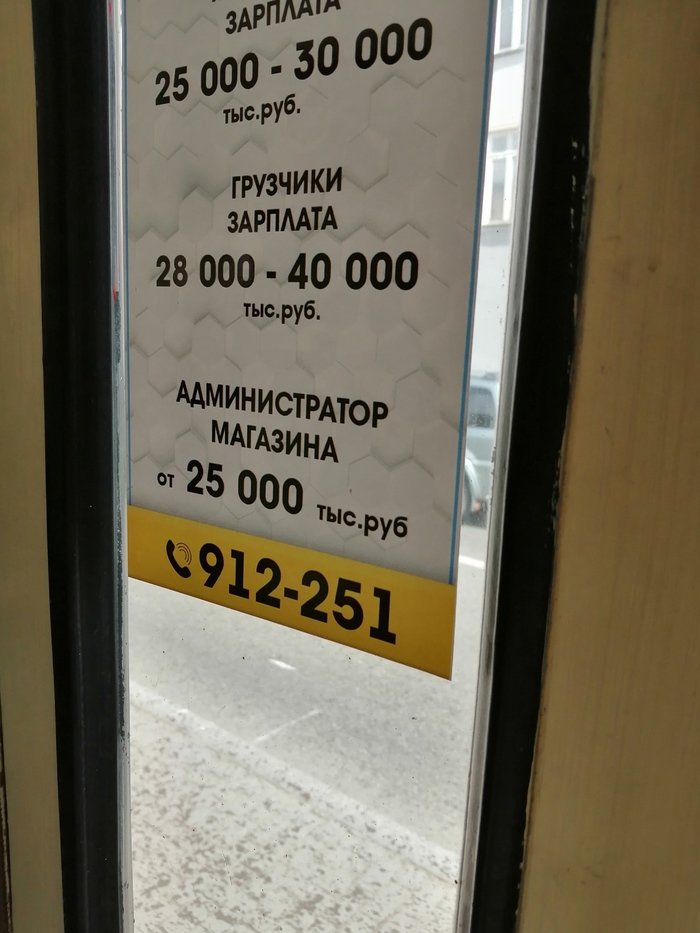 ЗАРПЛАТА
25 000 - 30 000
тыс.руб.
ГРУЗЧИКИ
ЗАРПЛАТА
28 000 - 40 000
тыс.руб.
АДМИНИСТРАТОР
МАГАЗИНА
от 25 000 тыс.руб
912-251